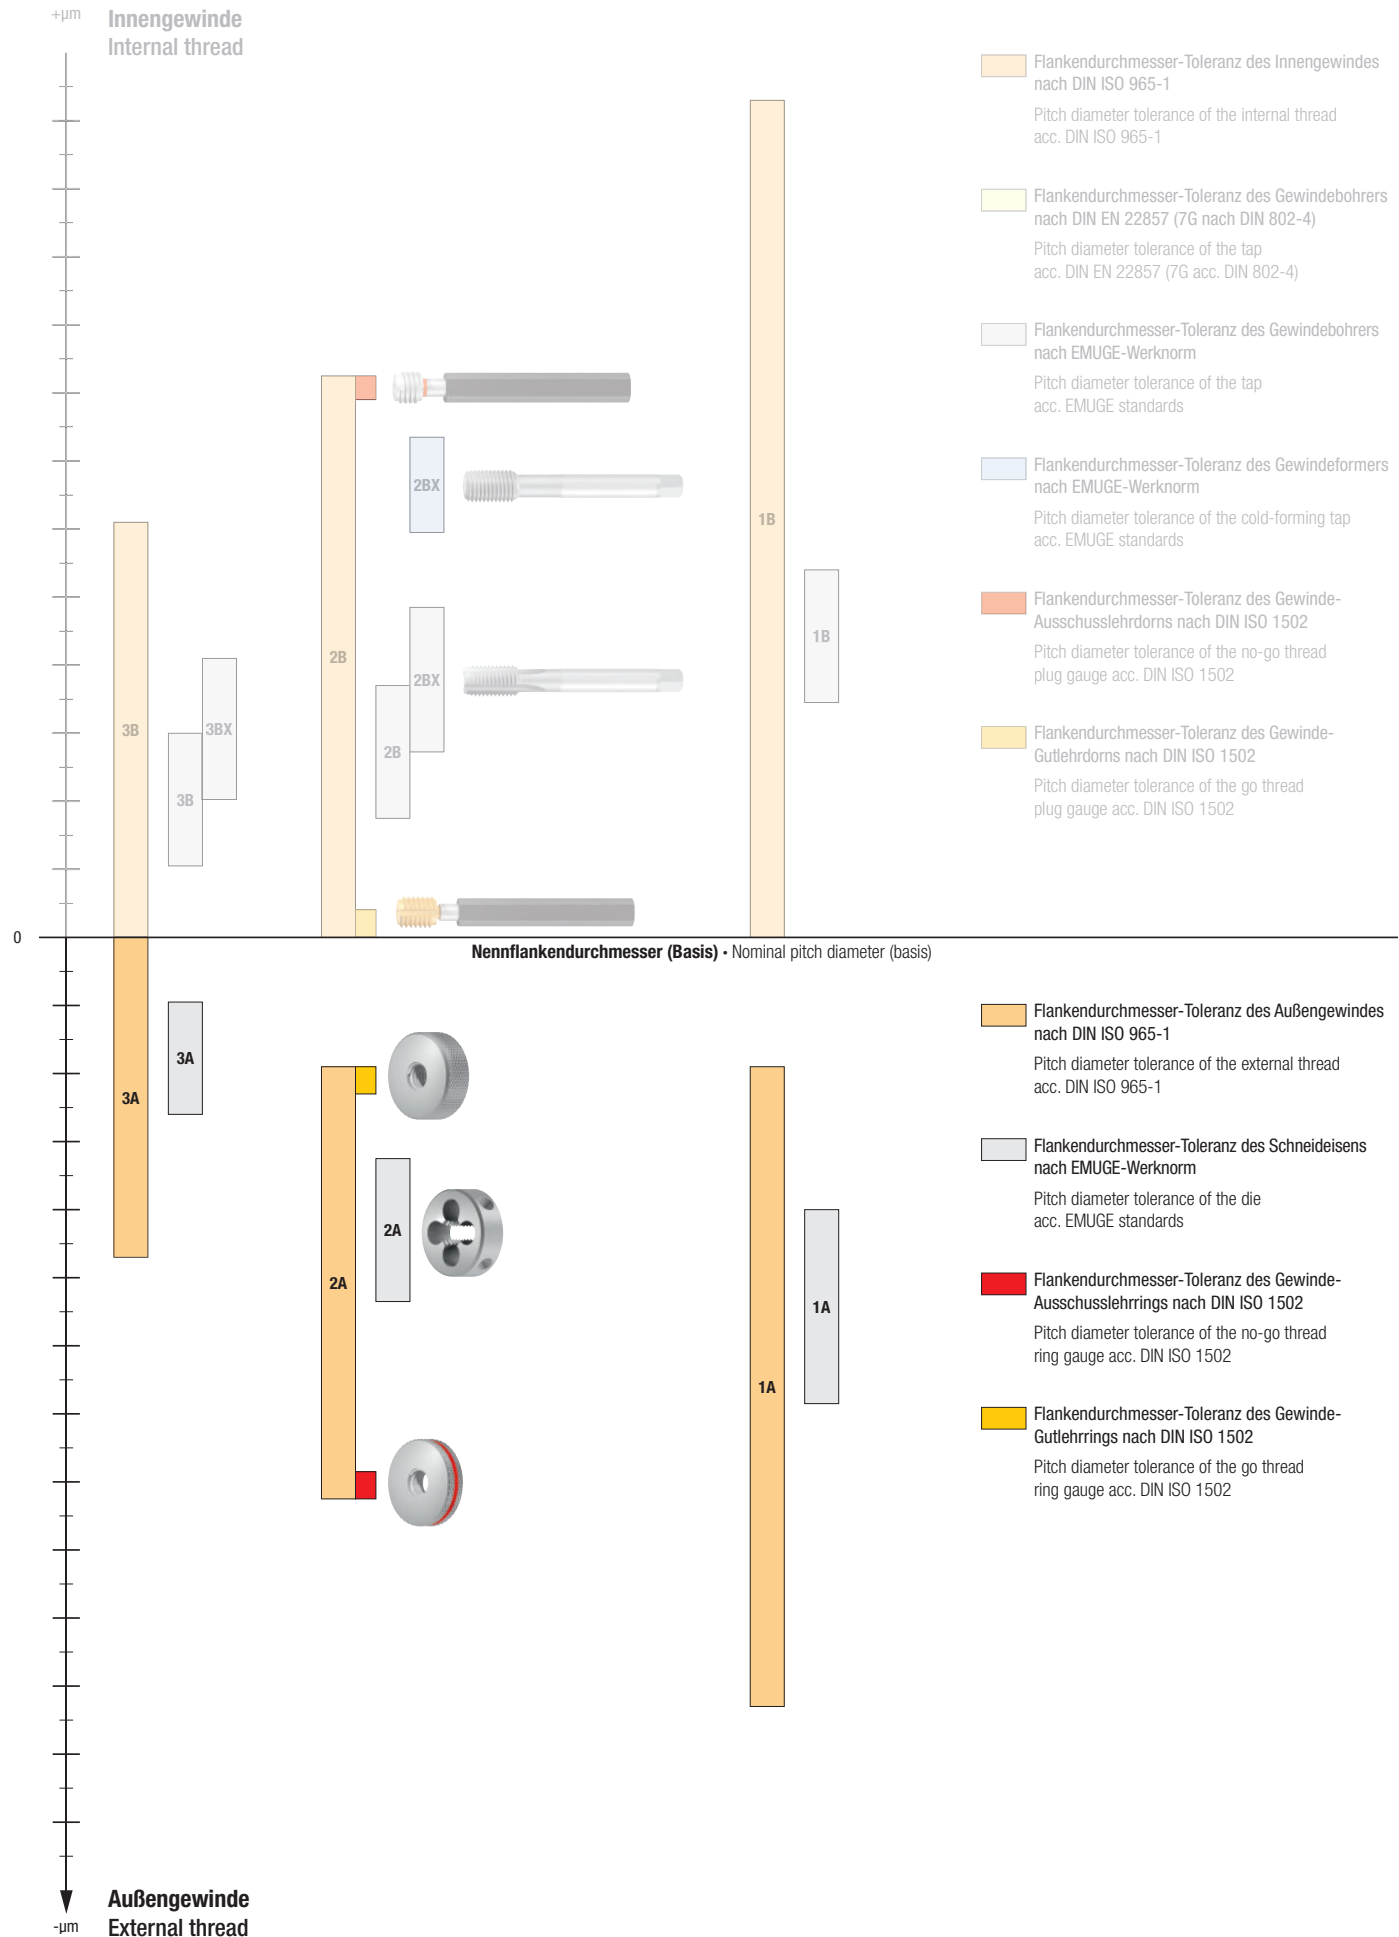 +µm
Innengewinde
Internal thread
Flankendurchmesser-Toleranz des Innengewindes
nach DIN ISO 965-1
Pitch diameter tolerance of the internal thread
acc. DIN ISO 965-1
Flankendurchmesser-Toleranz des Gewindebohrers
nach DIN EN 22857 (7G nach DIN 802-4)
Pitch diameter tolerance of the tap
acc. DIN EN 22857 (7G acc. DIN 802-4)
Flankendurchmesser-Toleranz des Gewindebohrers
nach EMUGE-Werknorm
Pitch diameter tolerance of the tap
acc. EMUGE standards
Flankendurchmesser-Toleranz des Gewindeformers
nach EMUGE-Werknorm
Pitch diameter tolerance of the cold-forming tap
acc. EMUGE standards
Flankendurchmesser-Toleranz des Gewinde-
Ausschusslehrdorns nach DIN ISO 1502
Pitch diameter tolerance of the no-go thread
plug gauge acc. DIN ISO 1502
Flankendurchmesser-Toleranz des Gewinde-
Gutlehrdorns nach DIN ISO 1502
Pitch diameter tolerance of the go thread
plug gauge acc. DIN ISO 1502
2BX
1B
1B
2B
2BX
3B
3BX
2B
3B
0
Nennflankendurchmesser (Basis) • Nominal pitch diameter (basis)
3A
3A
2A
2A
1A
1A
Flankendurchmesser-Toleranz des Außengewindes
nach DIN ISO 965-1
Pitch diameter tolerance of the external thread
acc. DIN ISO 965-1
Flankendurchmesser-Toleranz des Schneideisens
nach EMUGE-Werknorm
Pitch diameter tolerance of the die
acc. EMUGE standards
Flankendurchmesser-Toleranz des Gewinde-
Ausschusslehrrings nach DIN ISO 1502
Pitch diameter tolerance of the no-go thread
ring gauge acc. DIN ISO 1502
Flankendurchmesser-Toleranz des Gewinde-
Gutlehrrings nach DIN ISO 1502
Pitch diameter tolerance of the go thread
ring gauge acc. DIN ISO 1502
Außengewinde
-µm
External thread